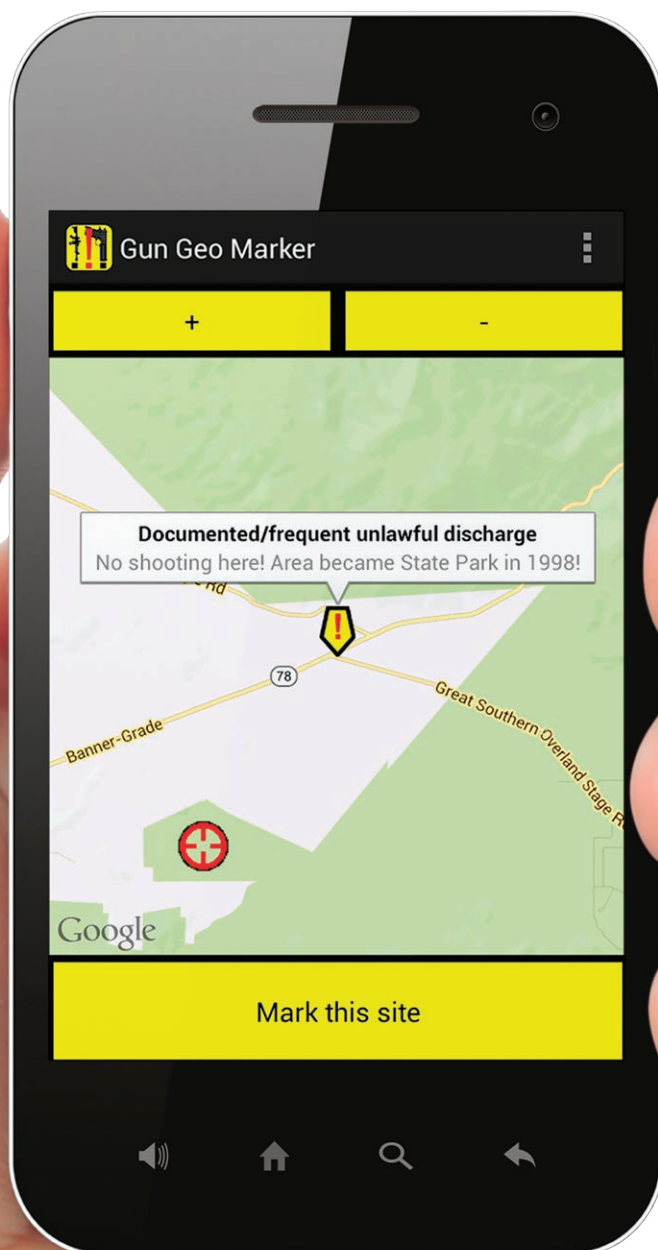 Gun Geo Marker
+
-
Documented/frequent unlawful discharge
No shooting here! Area became State Park in 1998!
Rd
78
Great Southern Overland Stage R
Banner-Grade
Google
Mark this site